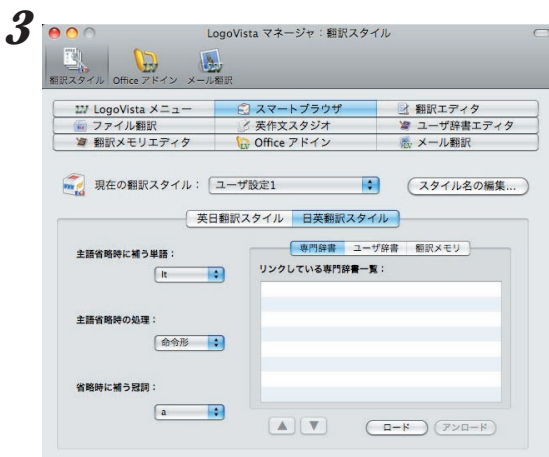 3
LogoVista マネージャ：翻訳スタイル
翻訳スタイル Office アドイン メール翻訳
LogoVista メニュー スマートブラウザ 翻訳エディタ
ファイル翻訳 英作文スタジオ ユーザ辞書エディタ
翻訳メモリエディタ Office アドイン メール翻訳
現在の翻訳スタイル： ユーザ設定1 スタイル名の編集...
英日翻訳スタイル 日英翻訳スタイル
専門辞書 ユーザ辞書 翻訳メモリ
主語省略時に補う単語：
リンクしている専門辞書一覧：
It
主語省略時の処理：
命令形
省略時に補う冠詞：
a
ロード アンロード